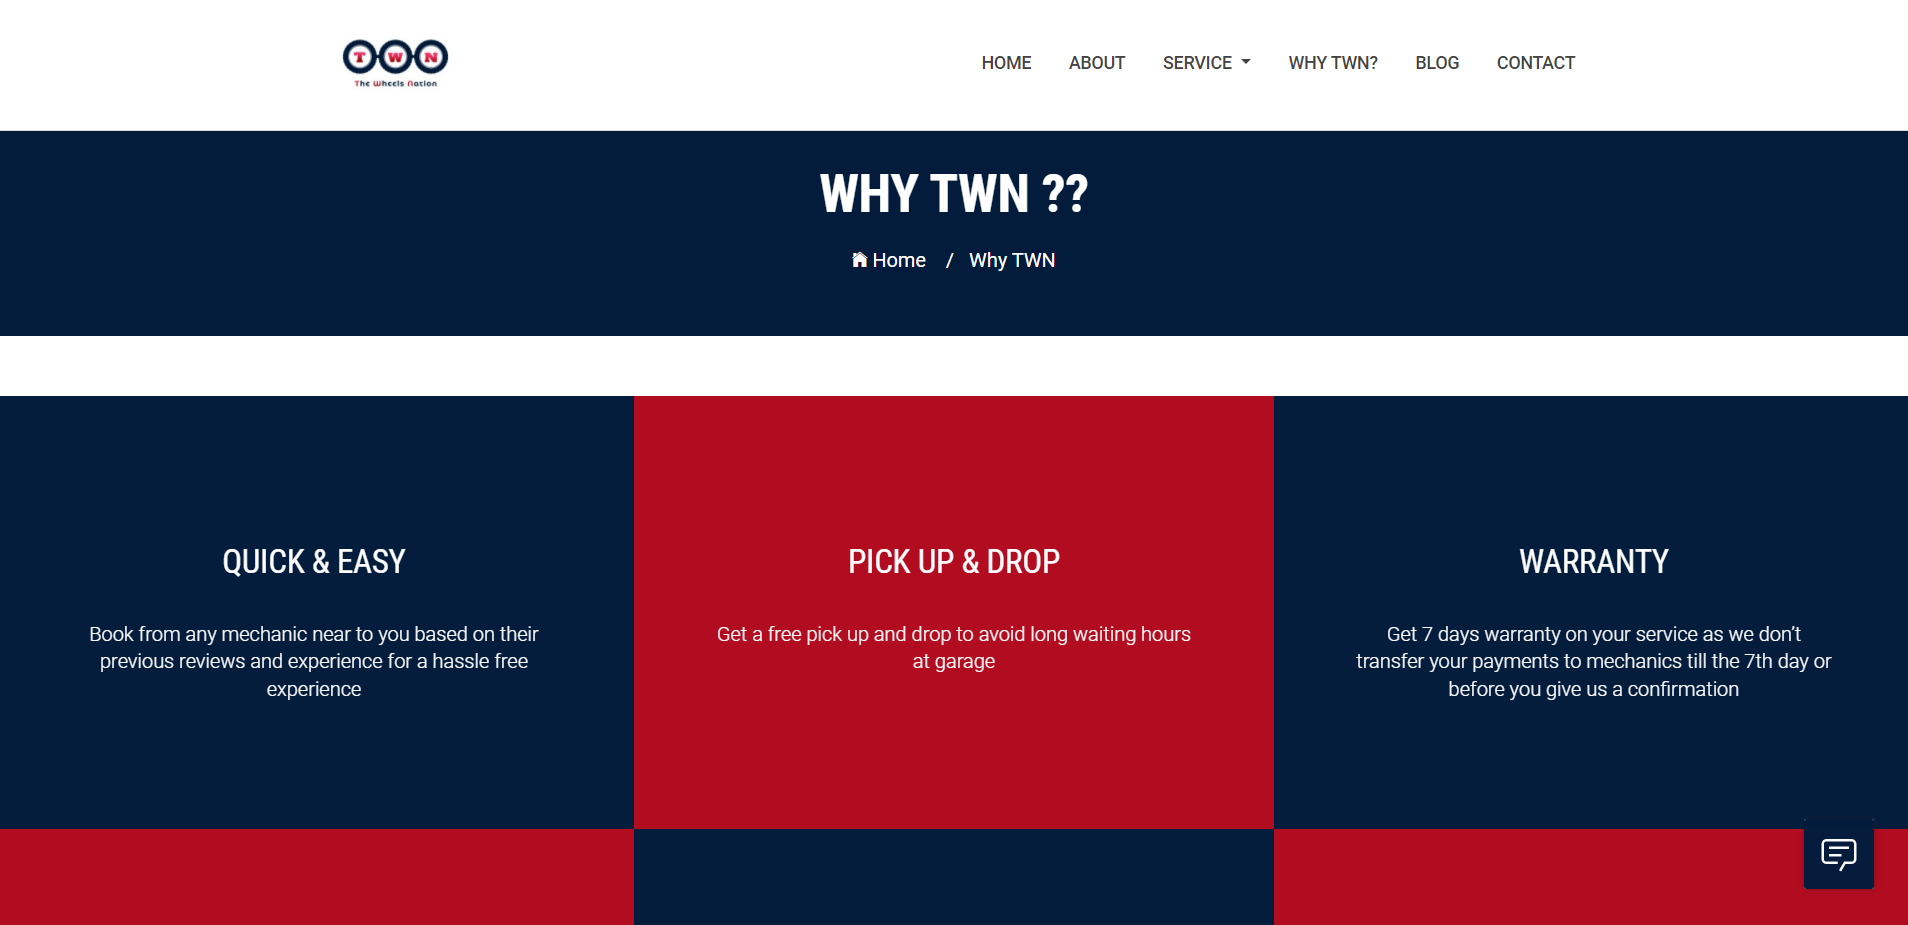 T W N
The Wheels Nation
HOME ABOUT SERVICE WHY TWN? BLOG CONTACT
WHY TWN ??
Home / Why TWN
QUICK & EASY
Book from any mechanic near to you based on their
previous reviews and experience for a hassle free
experience
PICK UP & DROP
Get a free pick up and drop to avoid long waiting hours
at garage
WARRANTY
Get 7 days warranty on your service as we don’t
transfer your payments to mechanics till the 7th day or
before you give us a confirmation